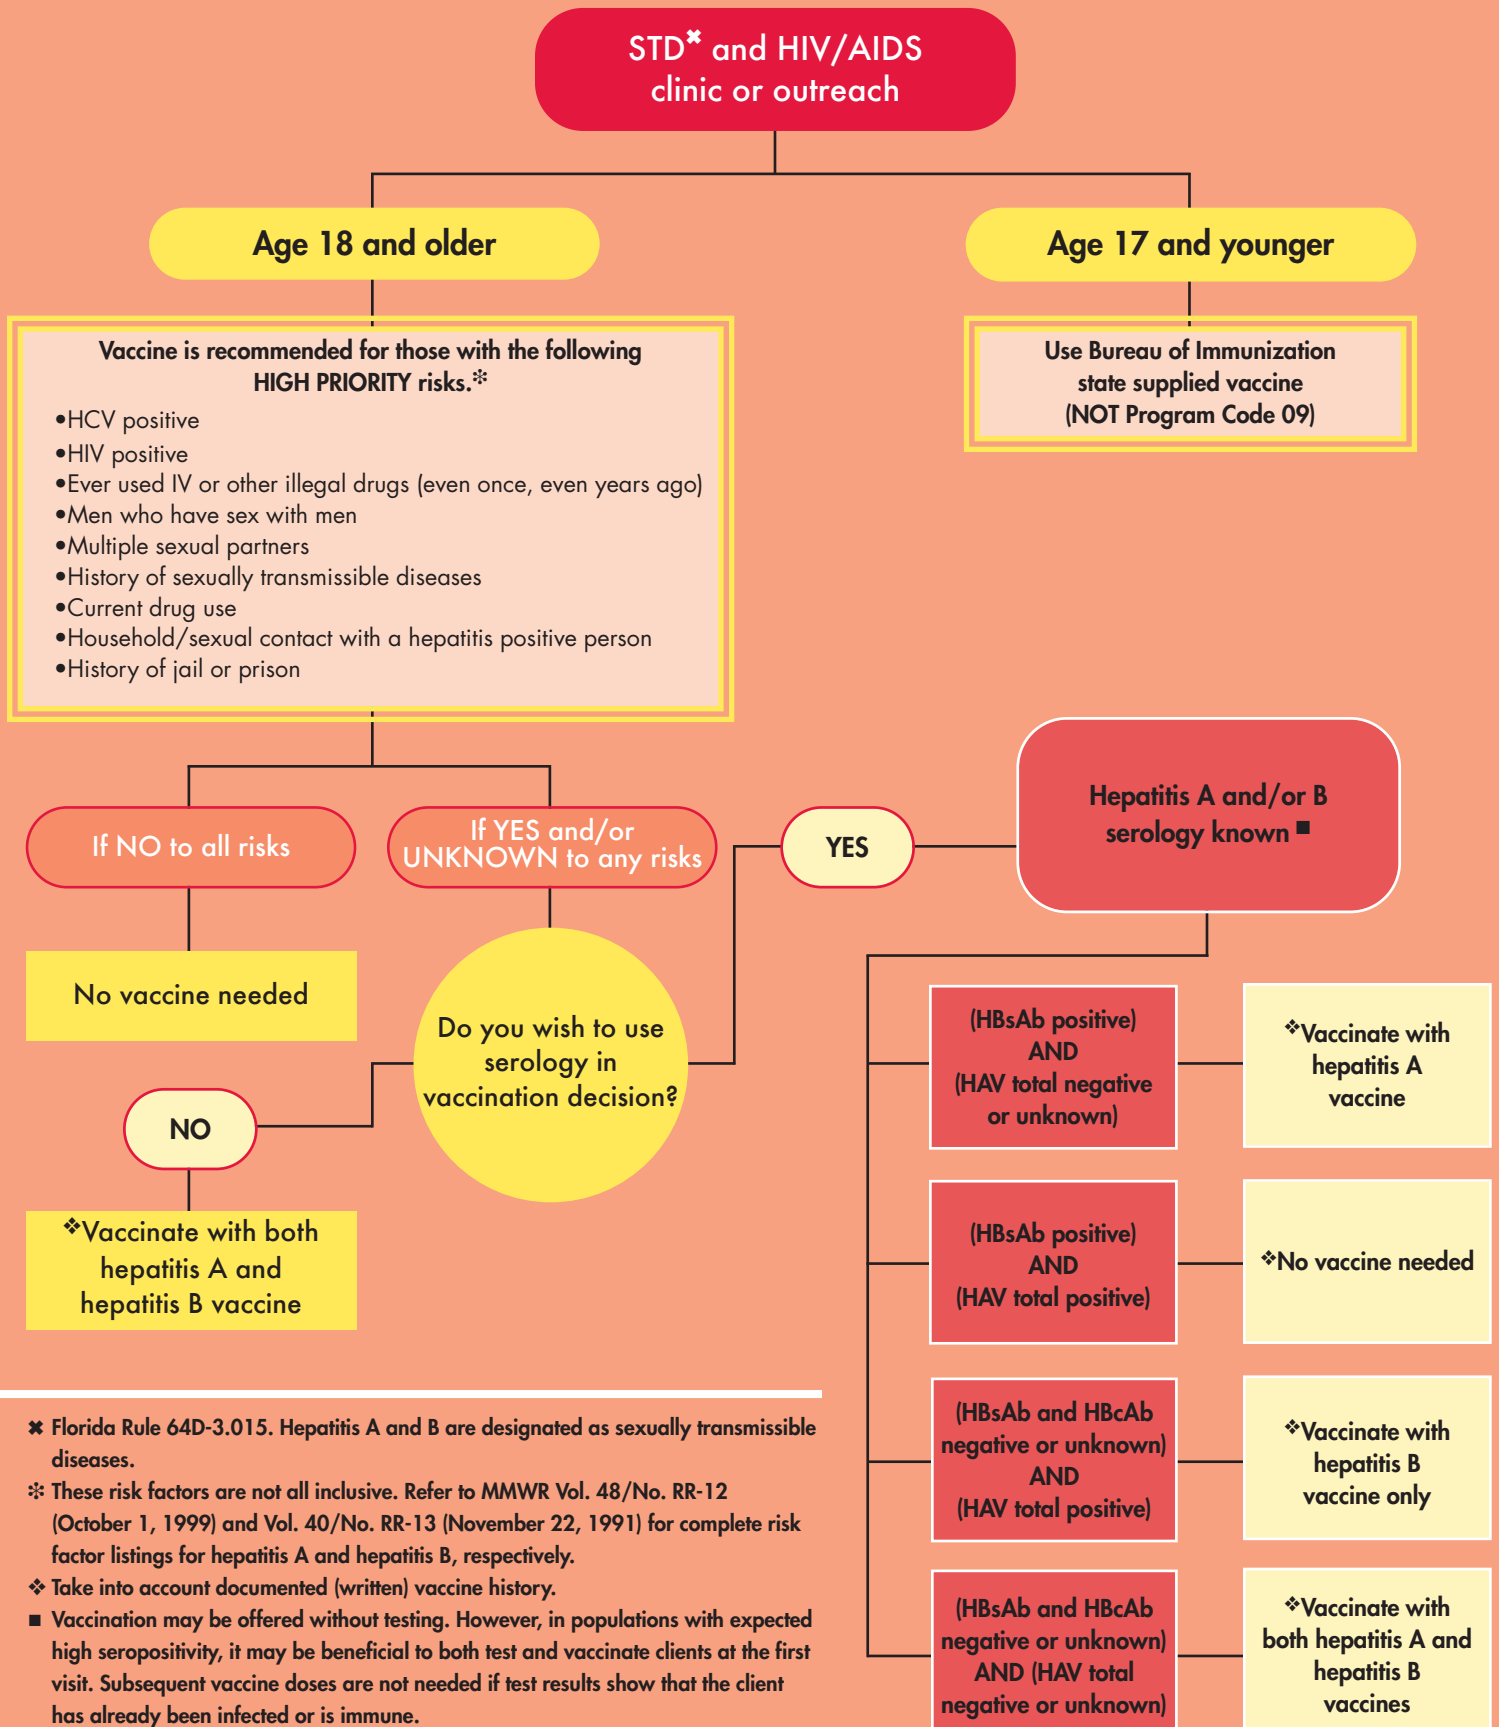 STD✖ and HIV/AIDS
clinic or outreach
Age 18 and older
Age 17 and younger
Vaccine is recommended for those with the following
HIGH PRIORITY risks.❇
•HCV positive
•HIV positive
•Ever used IV or other illegal drugs (even once, even years ago)
•Men who have sex with men
•Multiple sexual partners
•History of sexually transmissible diseases
•Current drug use
•Household/sexual contact with a hepatitis positive person
•History of jail or prison
Use Bureau of Immunization
state supplied vaccine
(NOT Program Code 09)
If NO to all risks
If YES and/or
UNKNOWN to any risks
YES
Hepatitis A and/or B
serology known ■
No vaccine needed
Do you wish to use
serology in
vaccination decision?
NO
❖Vaccinate with both
hepatitis A and
hepatitis B vaccine
(HBsAb positive)
AND
(HAV total negative
or unknown)
❖Vaccinate with
hepatitis A
vaccine
(HBsAb positive)
AND
(HAV total positive)
❖No vaccine needed
(HBsAb and HBcAb
negative or unknown)
AND
(HAV total positive)
❖Vaccinate with
hepatitis B
vaccine only
(HBsAb and HBcAb
negative or unknown)
AND (HAV total
negative or unknown)
❖Vaccinate with
both hepatitis A and
hepatitis B
vaccines
✖ Florida Rule 64D-3.015. Hepatitis A and B are designated as sexually transmissible
diseases.
❇ These risk factors are not all inclusive. Refer to MMWR Vol. 48/No. RR-12
(October 1, 1999) and Vol. 40/No. RR-13 (November 22, 1991) for complete risk
factor listings for hepatitis A and hepatitis B, respectively.
❖ Take into account documented (written) vaccine history.
■ Vaccination may be offered without testing. However, in populations with expected
high seropositivity, it may be beneficial to both test and vaccinate clients at the first
visit. Subsequent vaccine doses are not needed if test results show that the client
has already been infected or is immune.